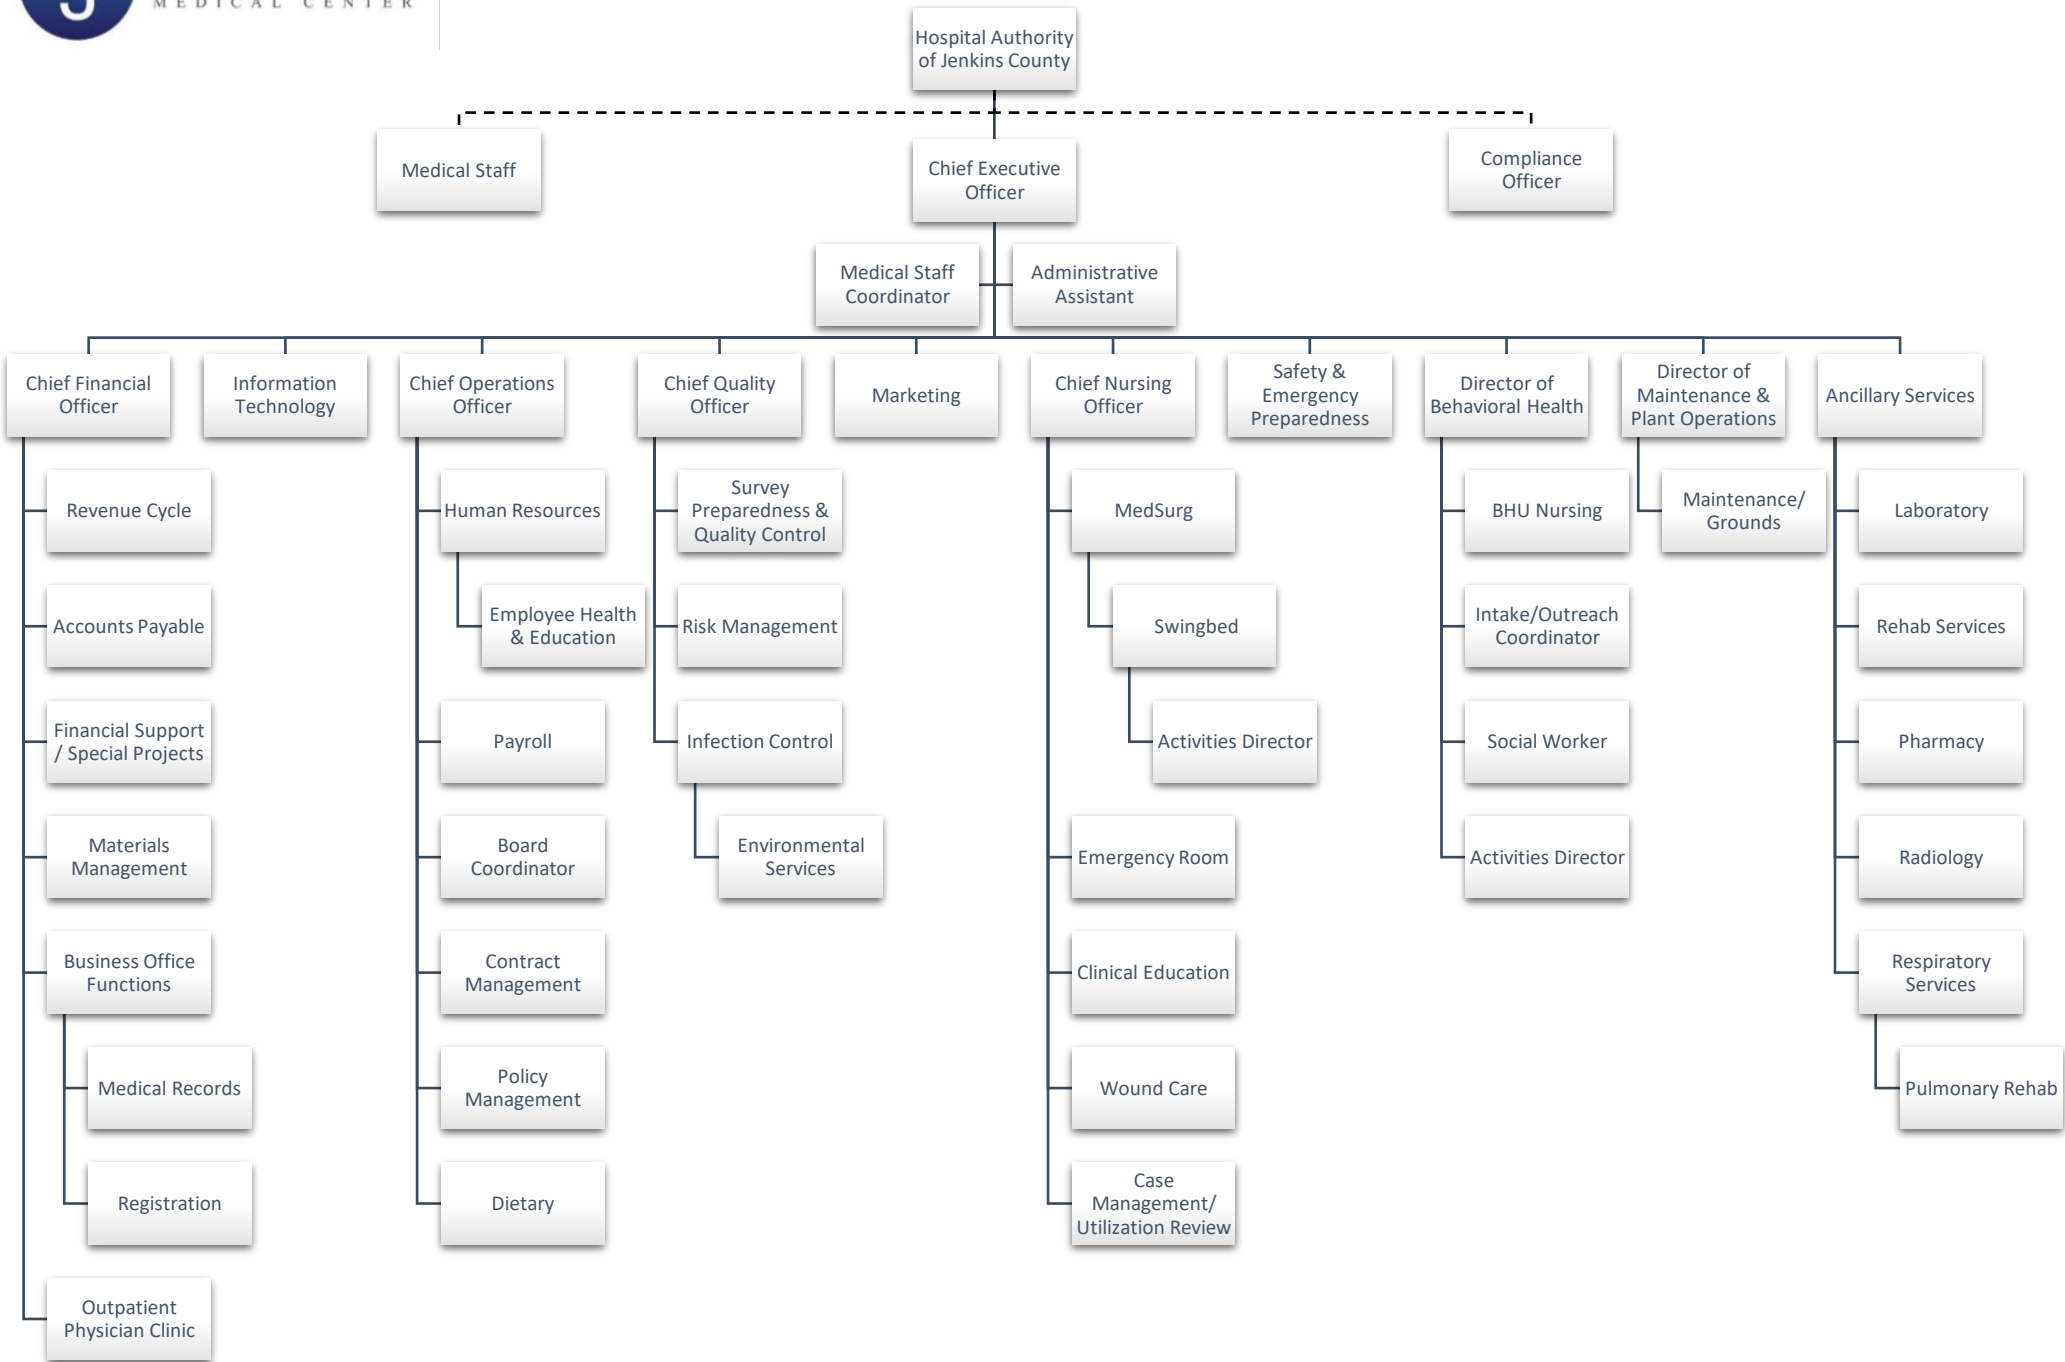 MEDICAL CENTER
Hospital Authority
of Jenkins County
Medical Staff
Chief Executive
Officer
Compliance
Officer
Medical Staff
Coordinator
Administrative
Assistant
Chief Financial
Officer
Information
Technology
Chief Operations
Officer
Chief Quality
Officer
Marketing
Chief Nursing
Officer
Safety &
Emergency
Preparedness
Director of
Behavioral Health
Director of
Maintenance &
Plant Operations
Ancillary Services
Revenue Cycle
Accounts Payable
Financial Support
/ Special Projects
Materials
Management
Business Office
Functions
Medical Records
Registration
Outpatient
Physician Clinic
Human Resources
Employee Health
& Education
Payroll
Board
Coordinator
Contract
Management
Policy
Management
Dietary
Survey
Preparedness &
Quality Control
Risk Management
Infection Control
Environmental
Services
MedSurg
Swingbed
Activities Director
Emergency Room
Clinical Education
Wound Care
Case
Management/
Utilization Review
BHU Nursing
Intake/Outreach
Coordinator
Social Worker
Activities Director
Maintenance/
Grounds
Laboratory
Rehab Services
Pharmacy
Radiology
Respiratory
Services
Pulmonary Rehab